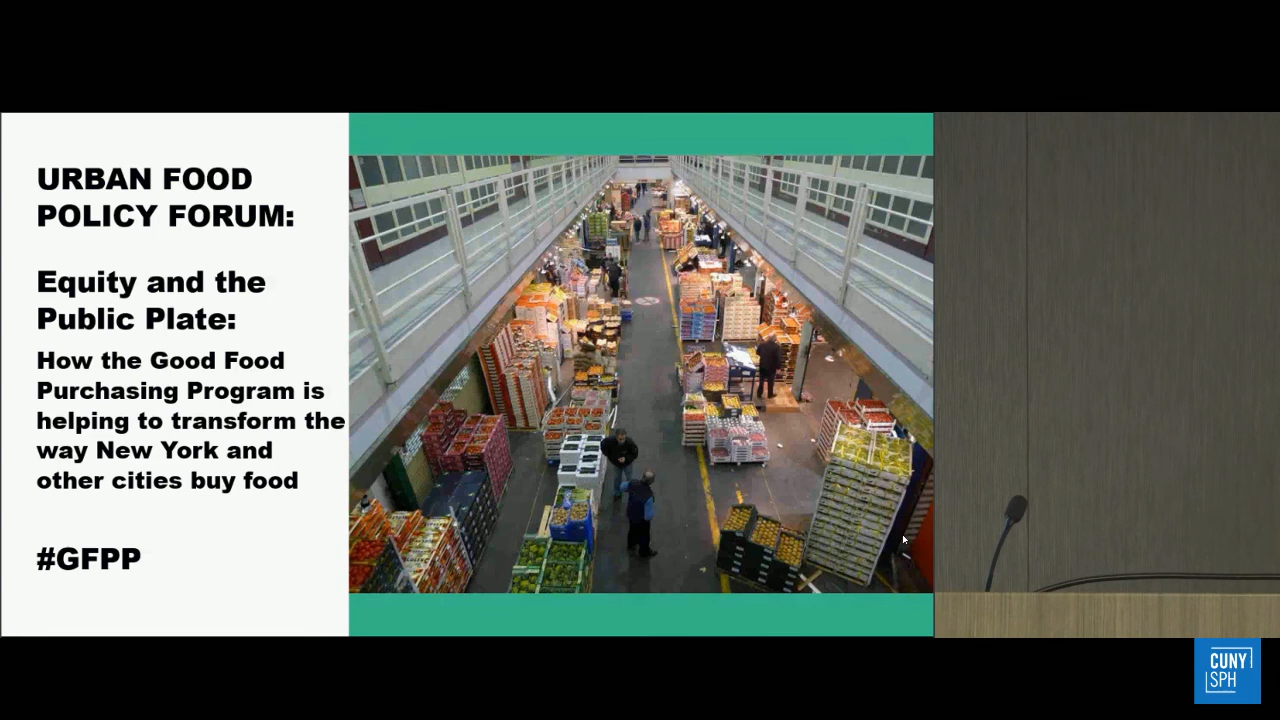 URBAN FOOD
POLICY FORUM:
Equity and the
Public Plate:
How the Good Food
Purchasing Program is
helping to transform the
way New York and
other cities buy food
#GFPP
CUNY
SPH